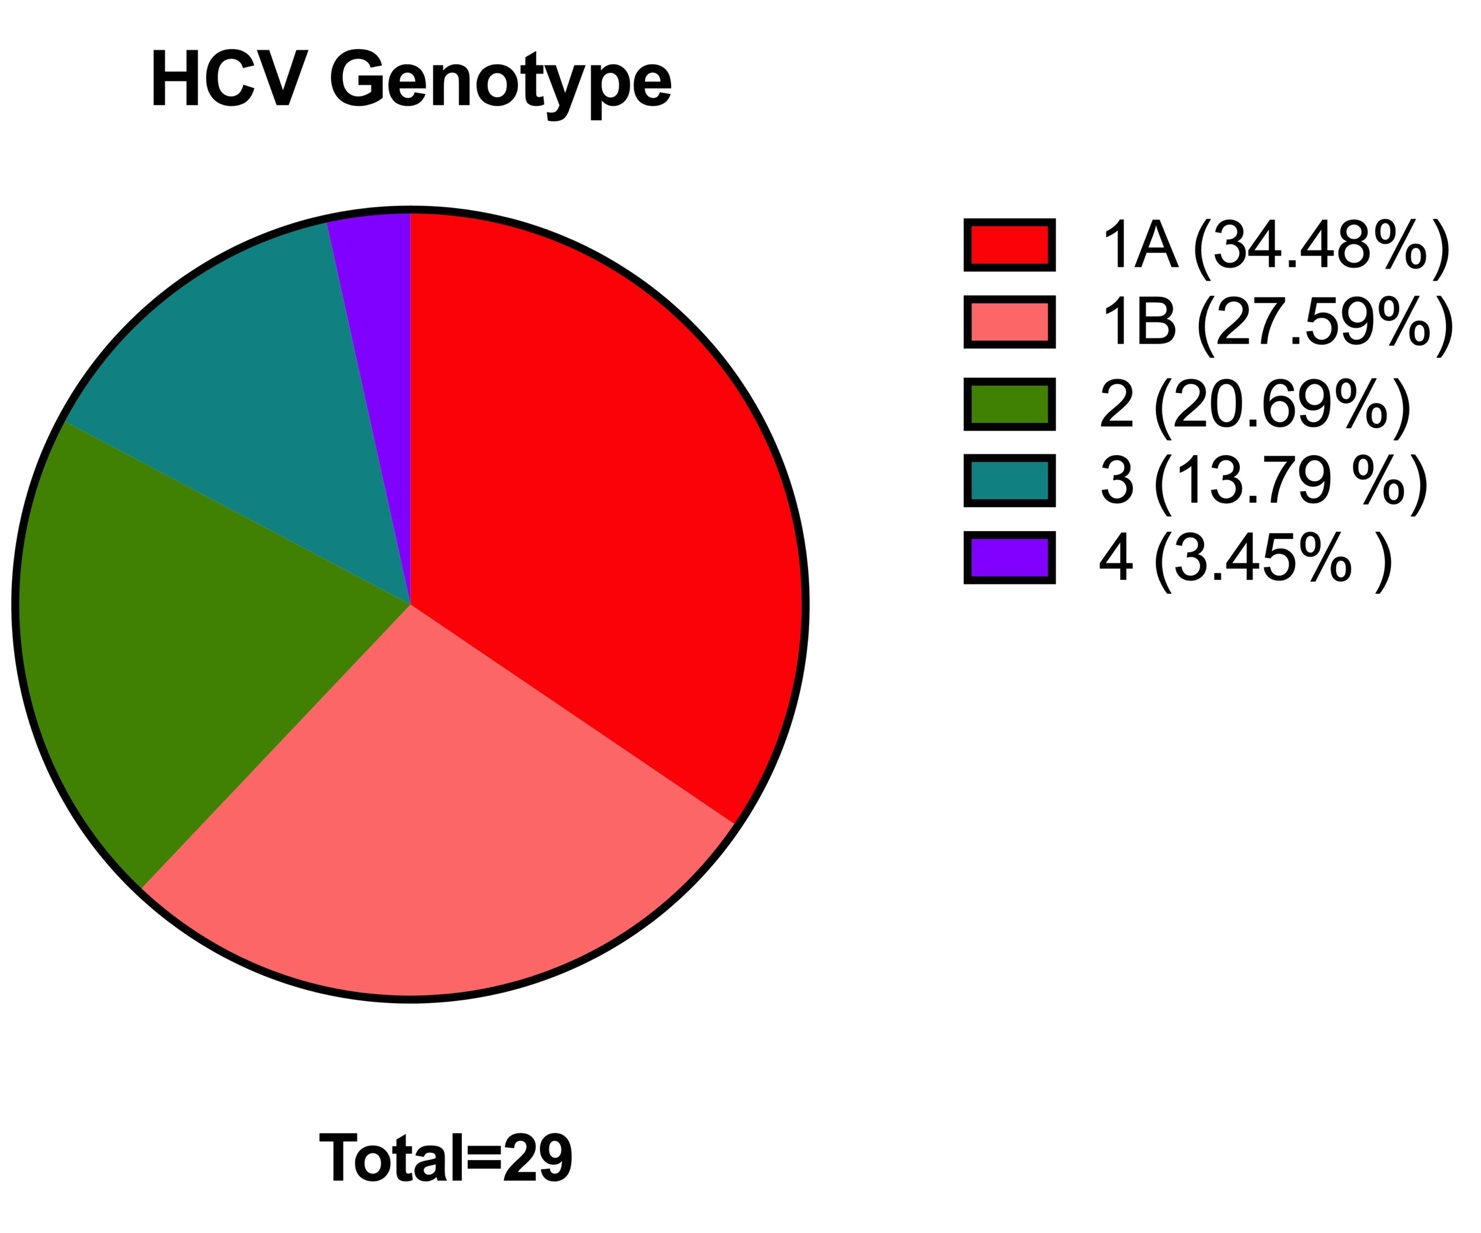 HCV Genotype
1A (34.48%)
1B (27.59%)
2 (20.69%)
3 (13.79 %)
4 (3.45% )
Total=29